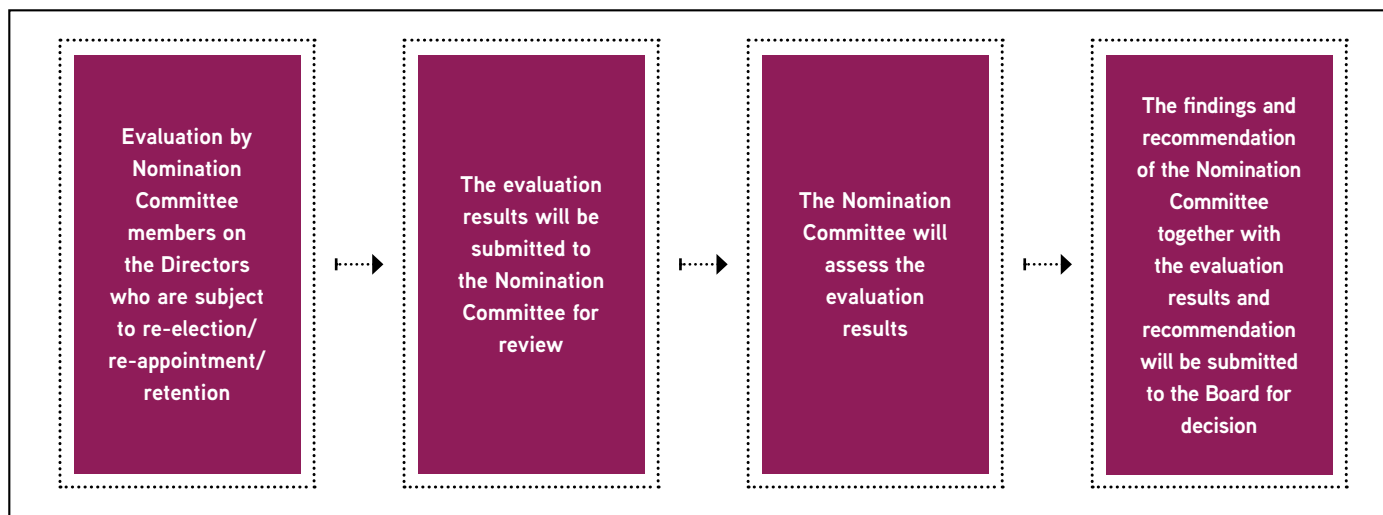 Evaluation by
Nomination
Committee
members on
the Directors
who are subject
to re-election/
re-appointment/
retention
The evaluation
results will be
submitted to
the Nomination
Committee for
review
The Nomination
Committee will
assess the
evaluation
results
The findings and
recommendation
of the Nomination
Committee
together with
the evaluation
results and
recommendation
will be submitted
to the Board for
decision